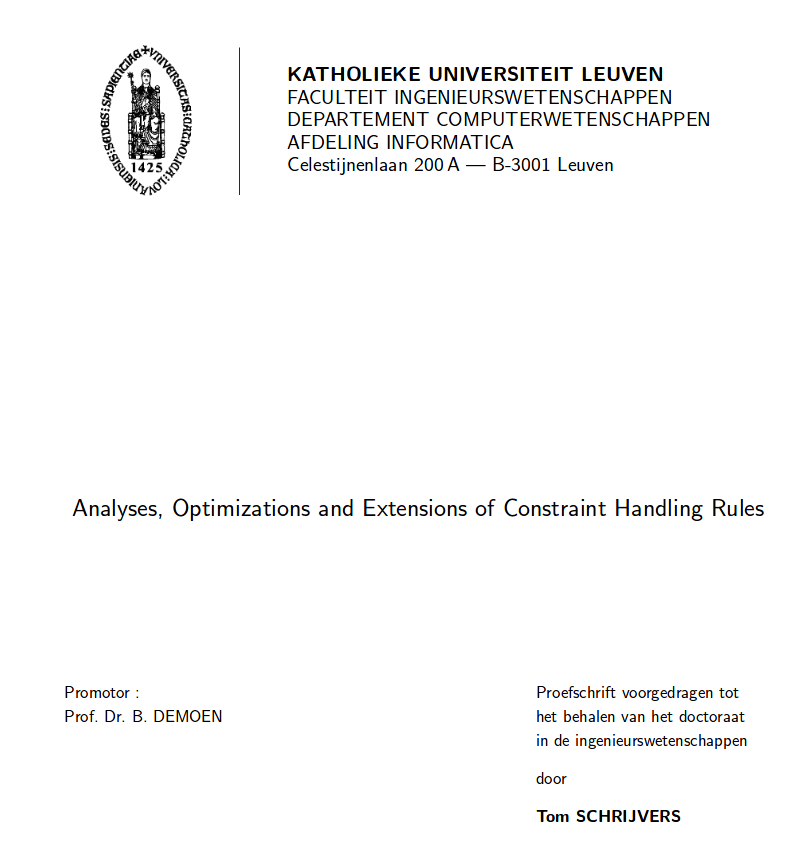 UNIVERSITAS CATHOLICA LOVANIENSIS SEDES SAPIENTIAE
1425
KATHOLIEKE UNIVERSITEIT LEUVEN
FACULTEIT INGENIEURSWETENSCHAPPEN
DEPARTEMENT COMPUTERWETENSCHAPPEN
AFDELING INFORMATICA
Celestijnenlaan 200 A — B-3001 Leuven
Analyses, Optimizations and Extensions of Constraint Handling Rules
Promotor :
Prof. Dr. B. DEMOEN
Proefschrift voorgedragen tot
het behalen van het doctoraat
in de ingenieurswetenschappen
door
Tom SCHRIJVERS